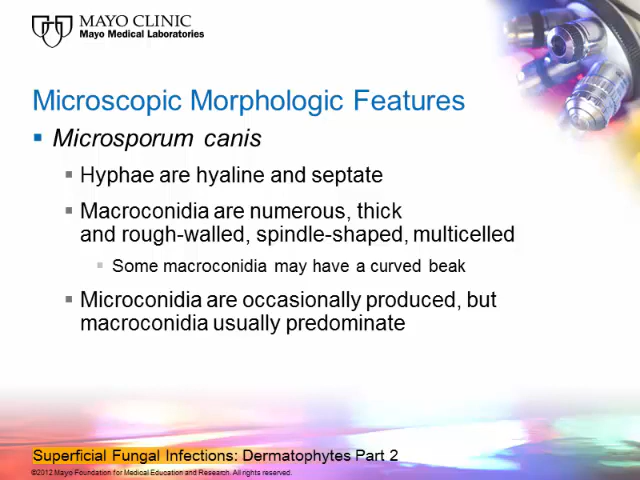 MAYO CLINIC
Mayo Medical Laboratories
Microscopic Morphologic Features
Microsporum canis
Hyphae are hyaline and septate
Macroconidia are numerous, thick
and rough-walled, spindle-shaped, multicelled
Some macroconidia may have a curved beak
Microconidia are occasionally produced, but
macroconidia usually predominate
Superficial Fungal Infections: Dermatophytes Part 2
©2012 Mayo Foundation for Medical Education and Research. All rights reserved.